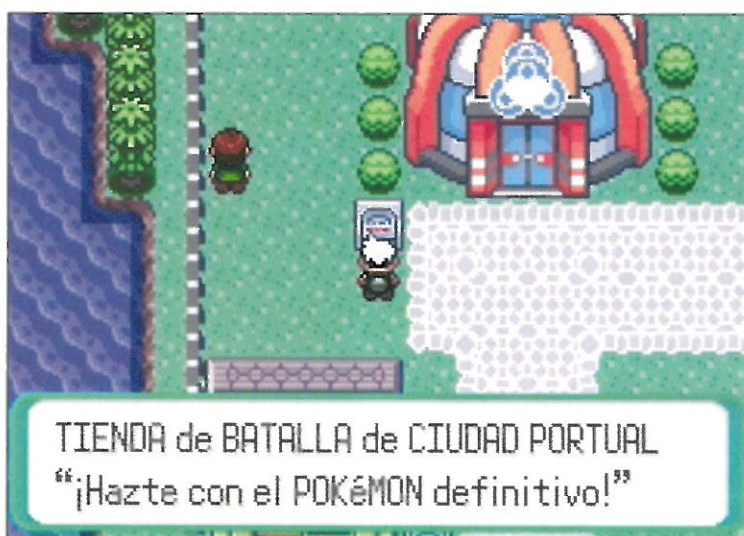 TIENDA de BATALLA de CIUDAD PORTUAL
“¡Hazte con el POKéMON definitivo!”